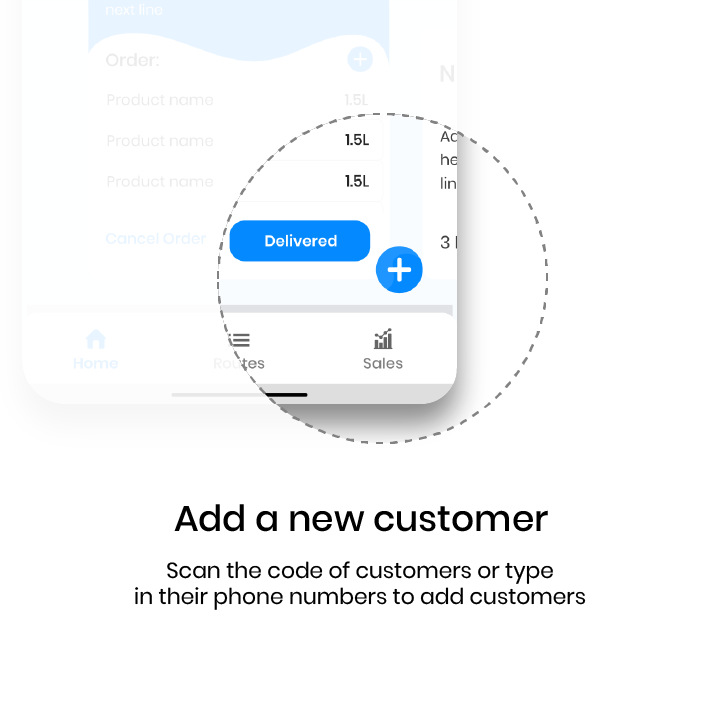 next line
Order:
N
Product name 1.5L
Ad
Product name 1.5L
he
Product name 1.5L
lin
Cancel Order Delivered
3
Home Routes Sales
Add a new customer
Scan the code of customers or type
in their phone numbers to add customers